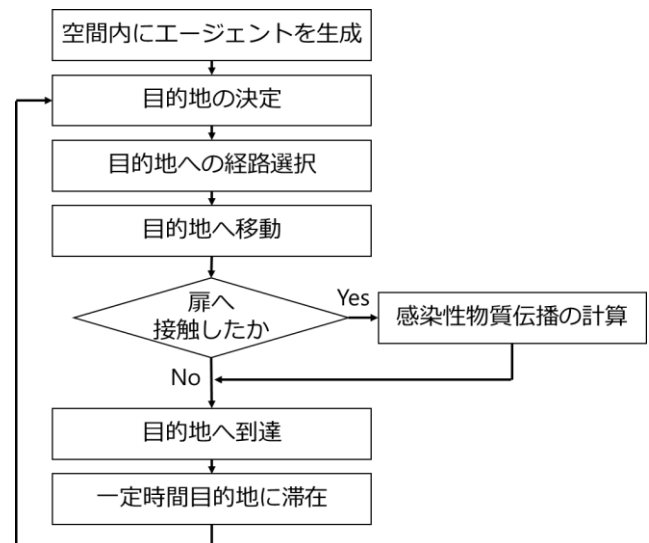 空間内にエージェントを生成
目的地の決定
目的地への経路選択
目的地へ移動
扉へ
接触したか
Yes
感染性物質伝播の計算
No
目的地へ到達
一定時間目的地に滞在